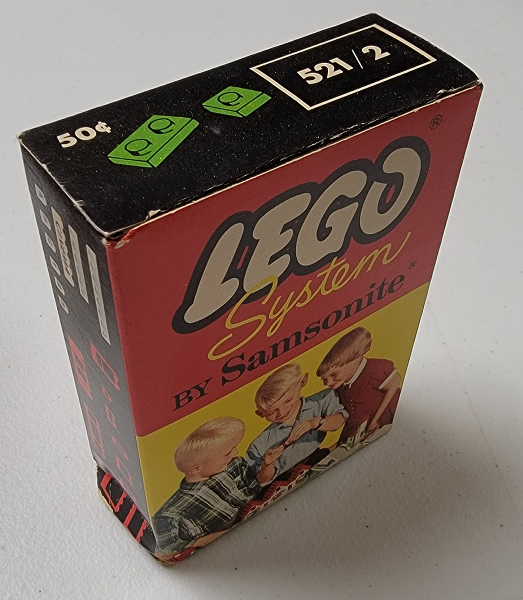 50¢
521/2
LEGO®
System
BY Samsonite®